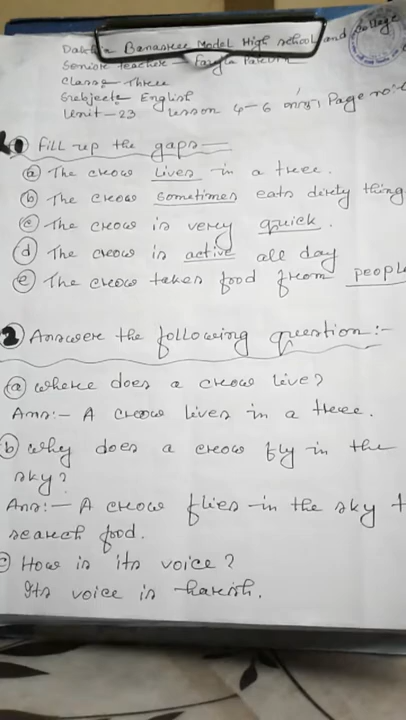 Dakshin Banasree Model High school and college
Senior teacher –
Class – Three
Subject: English
Unit – 23 Lesson 4–6 Page no:-
1 Fill up the gaps —
(a) The crow lives in a tree.
(b) The crow sometimes eats dirty thing
(c) The crow is very quick.
(d) The crow is active all day
(e) The crow takes food from people
2 Answer the following question:-
(a) where does a crow live?
Ans:- A crow lives in a tree.
(b) why does a crow fly in the
sky?
Ans:- A crow flies in the sky t
search food.
(c) How is its voice?
Its voice is harsh.